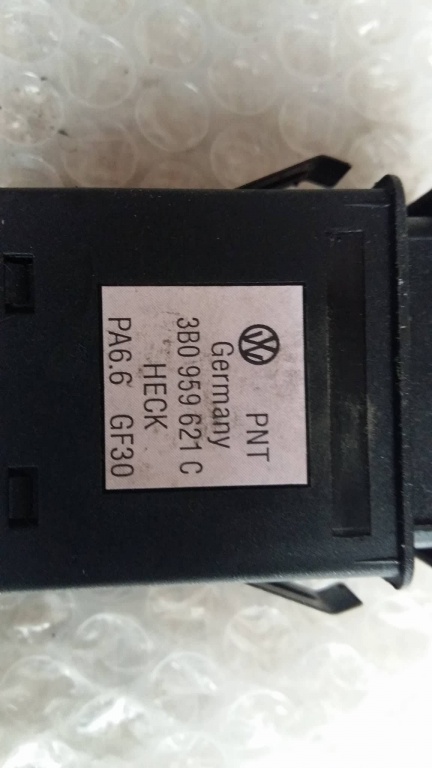 PNT
Germany
3B0 959 621 C
HECK
PA6.6 GF30